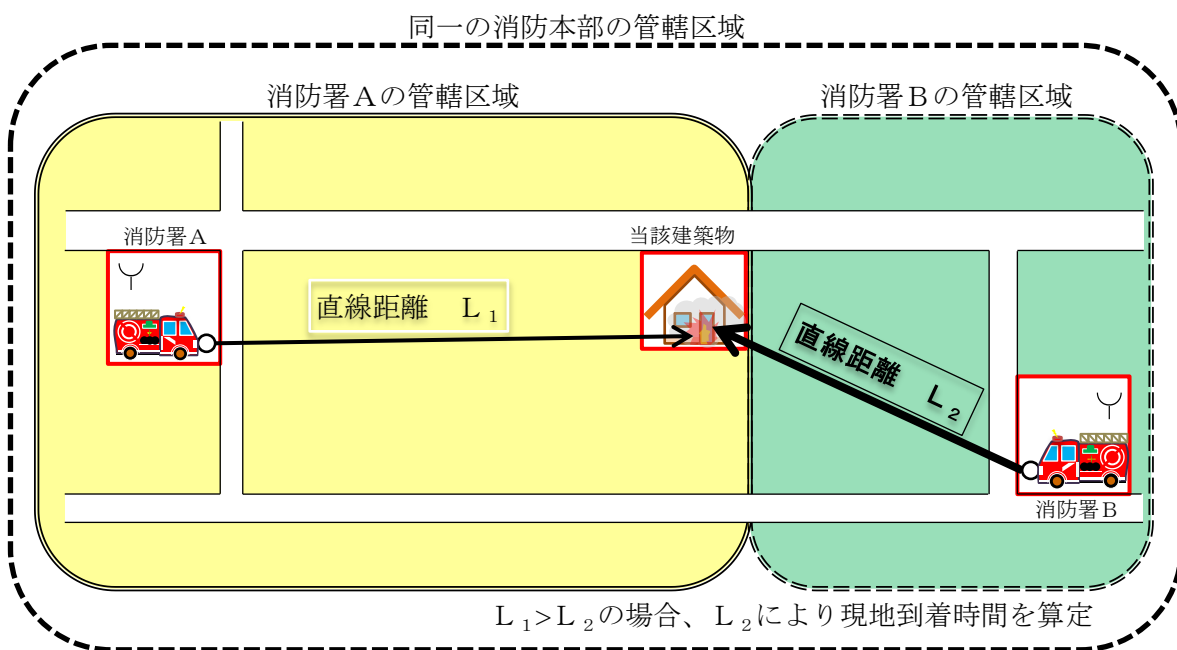 同一の消防本部の管轄区域
消防署Aの管轄区域
消防署Bの管轄区域
消防署A
当該建築物
直線距離　L₁
直線距離　L₂
消防署B
L₁>L₂の場合、L₂により現地到着時間を算定